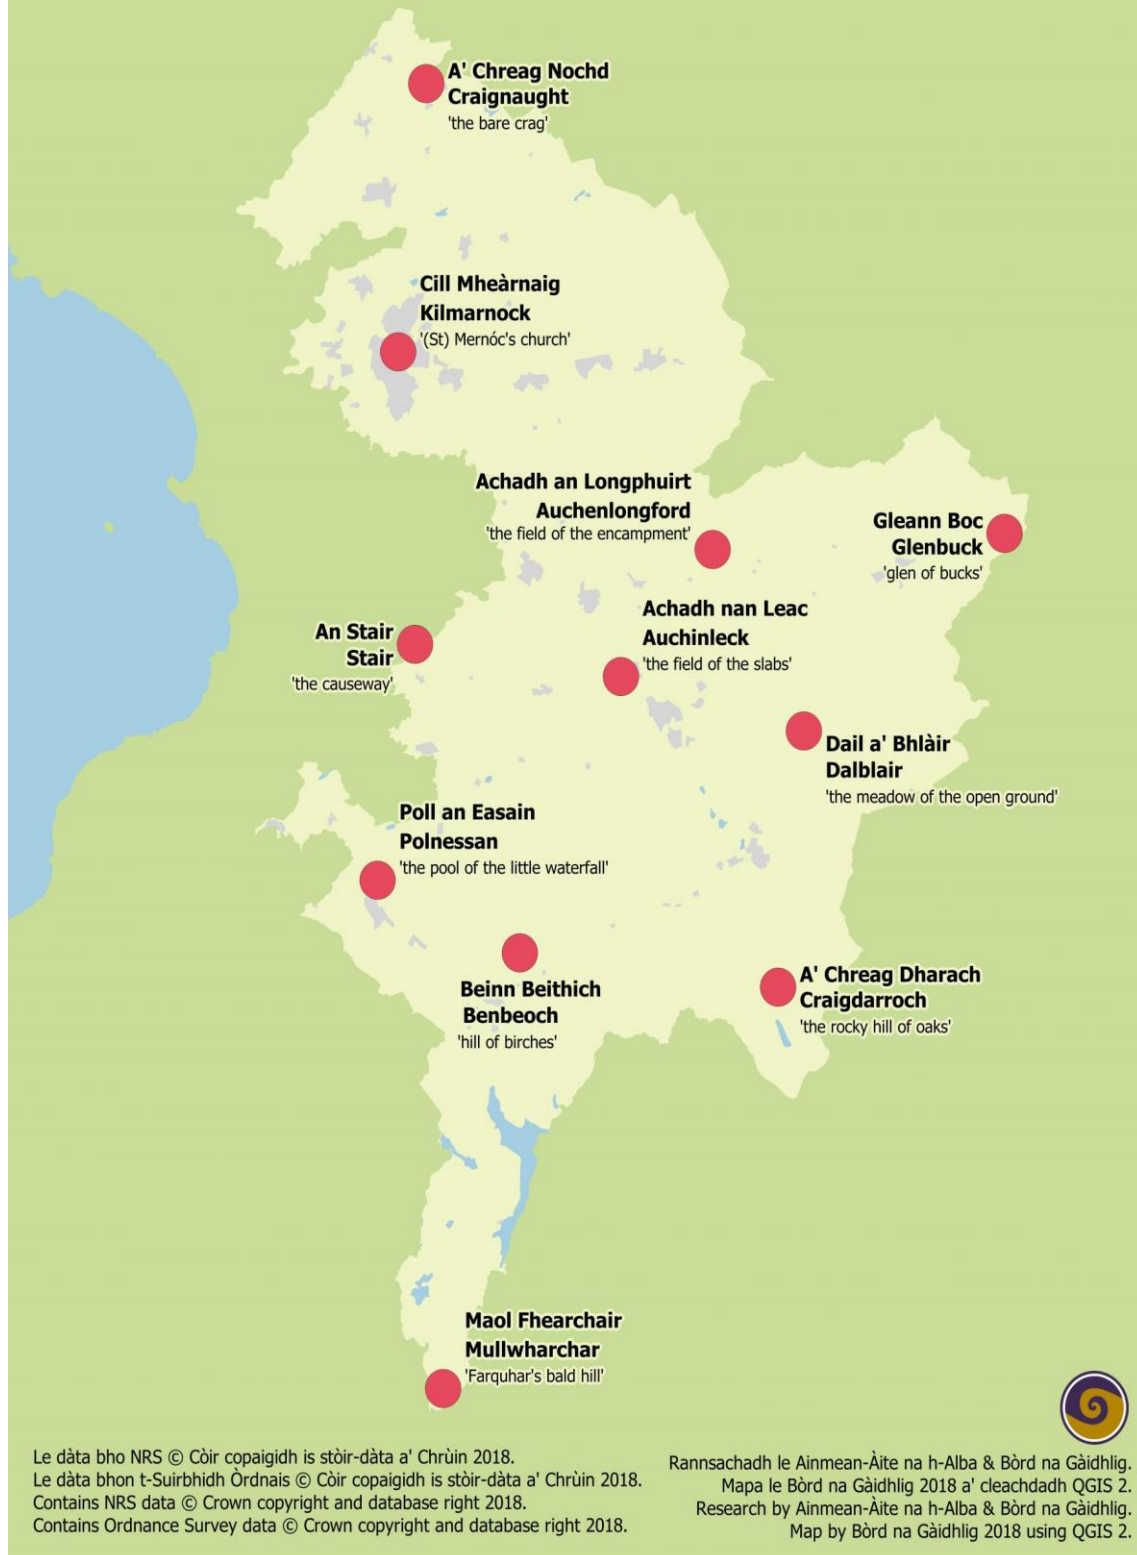 A' Chreag Nochd
Craignaught
'the bare crag'
Cill Mheàrnaig
Kilmarnock
'(St) Mernóc's church'
Achadh an Longphuirt
Auchenlongford
'the field of the encampment'
Gleann Boc
Glenbuck
'glen of bucks'
Achadh nan Leac
Auchinleck
'the field of the slabs'
An Stair
Stair
'the causeway'
Dail a' Bhlàir
Dalblair
'the meadow of the open ground'
Poll an Easain
Polnessan
'the pool of the little waterfall'
Beinn Beithich
Benbeoch
'hill of birches'
A' Chreag Dharach
Craigdarroch
'the rocky hill of oaks'
Maol Fhearchair
Mullwharchar
'Farquhar's bald hill'
Le dàta bho NRS © Còir copaigidh is stòir-dàta a' Chrùin 2018.
Le dàta bhon t-Suirbhidh Òrdnais © Còir copaigidh is stòir-dàta a' Chrùin 2018.
Contains NRS data © Crown copyright and database right 2018.
Contains Ordnance Survey data © Crown copyright and database right 2018.
Rannsachadh le Ainmean-Àite na h-Alba & Bòrd na Gàidhlig.
Mapa le Bòrd na Gàidhlig 2018 a' cleachdadh QGIS 2.
Research by Ainmean-Àite na h-Alba & Bòrd na Gàidhlig.
Map by Bòrd na Gàidhlig 2018 using QGIS 2.